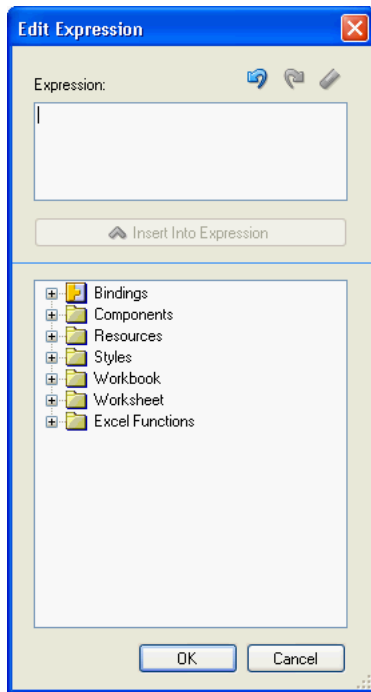 Edit Expression
Expression:
Insert Into Expression
Bindings
Components
Resources
Styles
Workbook
Worksheet
Excel Functions
OK
Cancel